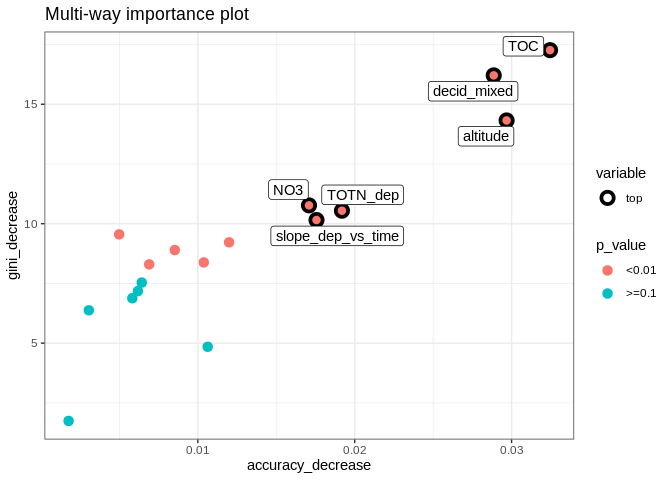 Multi-way importance plot
TOC
decid_mixed
altitude
NO3
TOTN_dep
slope_dep_vs_time
15
10
5
gini_decrease
0.01
0.02
0.03
accuracy_decrease
variable
top
p_value
<0.01
>=0.1